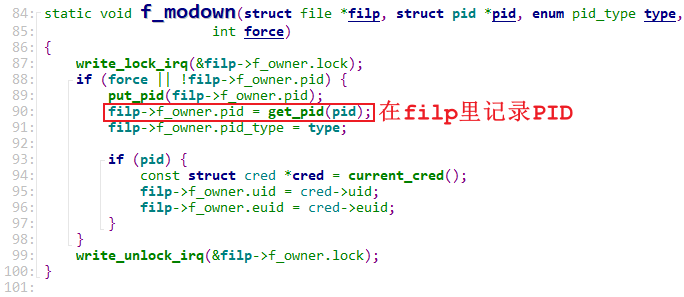 84: static void f_modown(struct file *filp, struct pid *pid, enum pid_type type,
85:                      int force)
86: {
87:     write_lock_irq(&filp->f_owner.lock);
88:     if (force || !filp->f_owner.pid) {
89:         put_pid(filp->f_owner.pid);
90:         filp->f_owner.pid = get_pid(pid); 在filp里记录PID
91:         filp->f_owner.pid_type = type;
92:
93:         if (pid) {
94:             const struct cred *cred = current_cred();
95:             filp->f_owner.uid = cred->uid;
96:             filp->f_owner.euid = cred->euid;
97:         }
98:     }
99:     write_unlock_irq(&filp->f_owner.lock);
100: }
101: